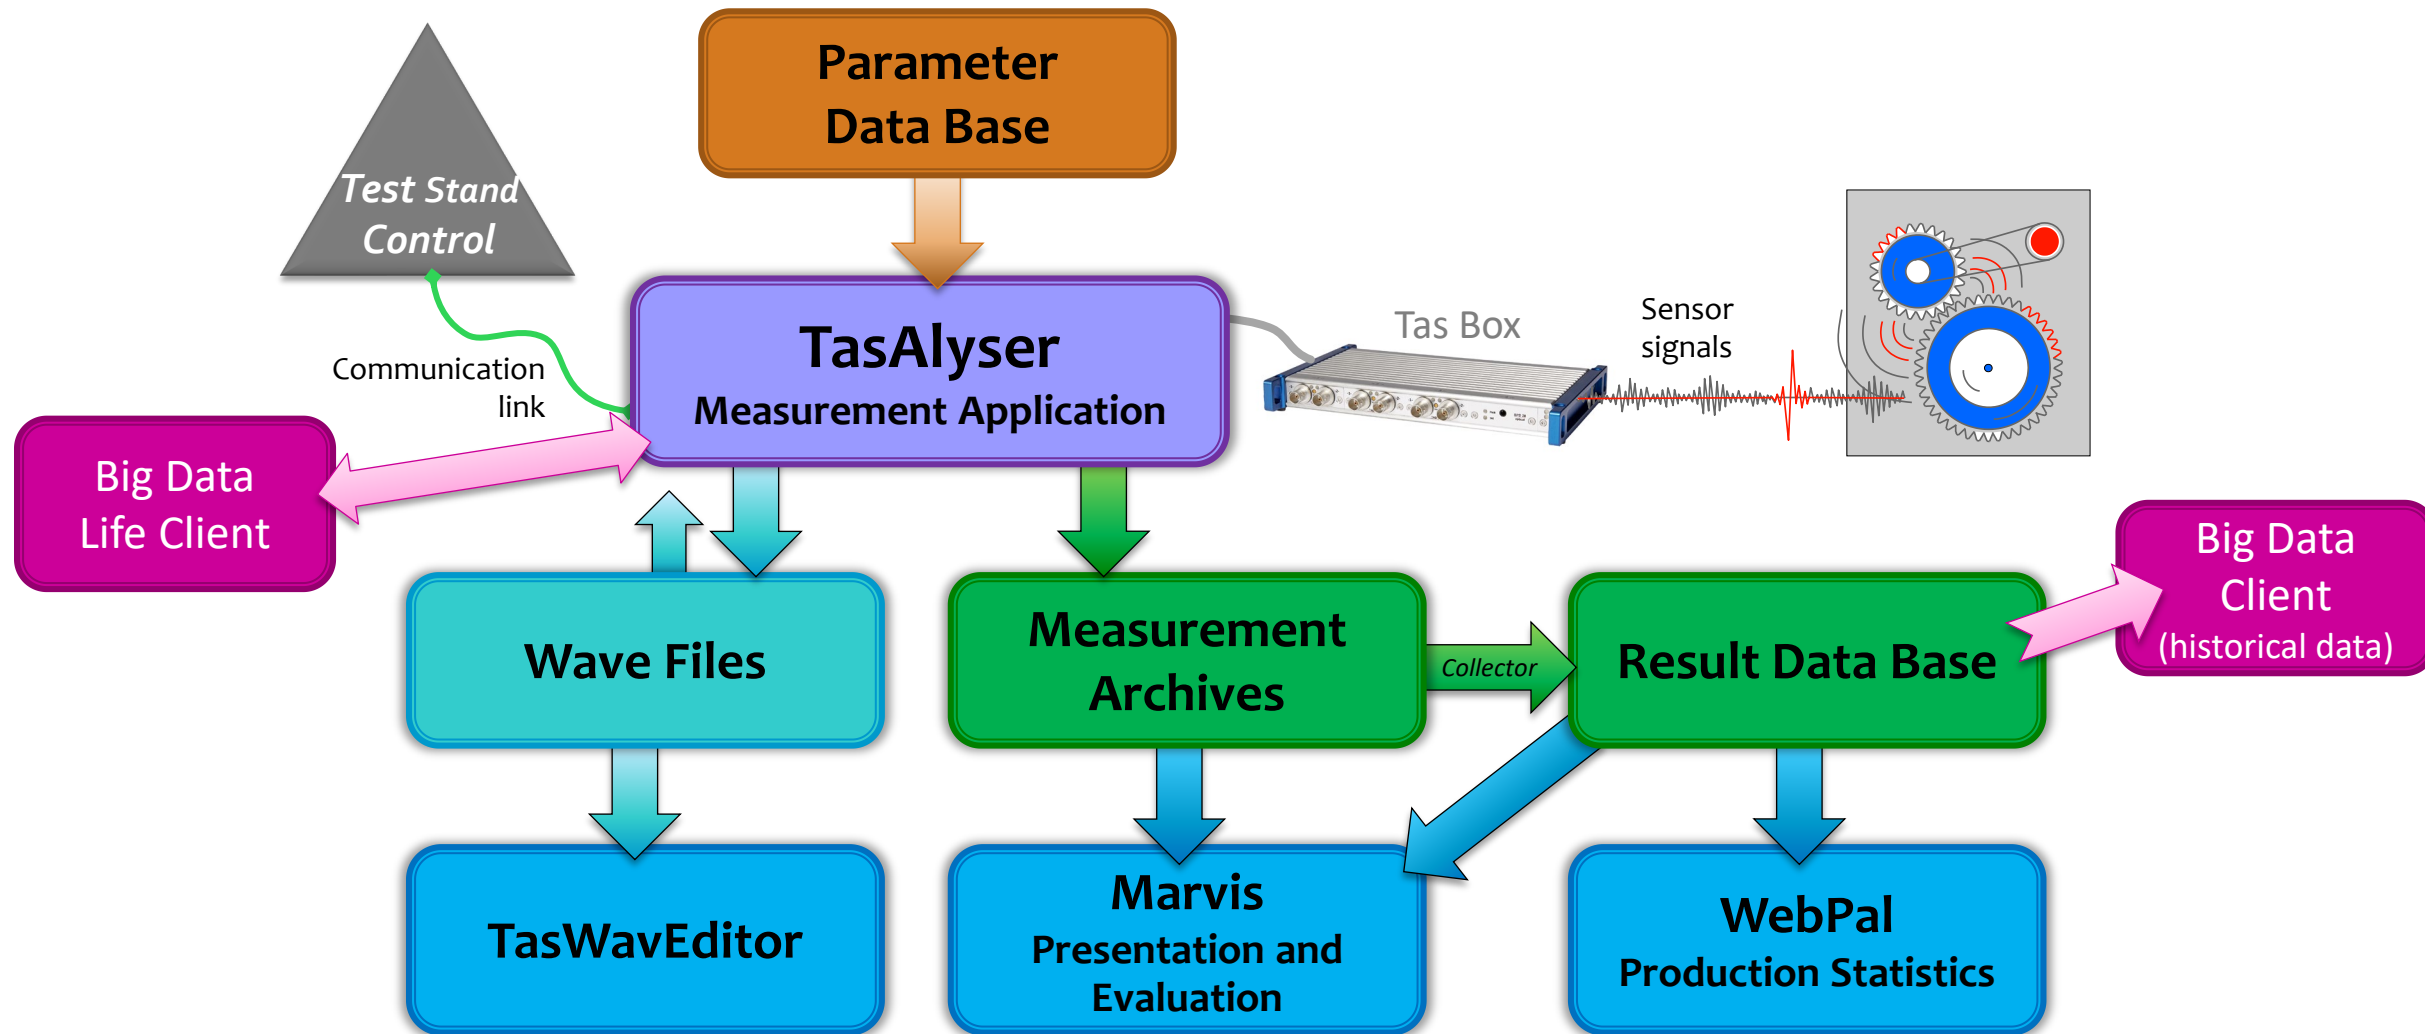 Parameter
Data Base
Test Stand
Control
TasAlyser
Measurement Application
Communication
link
Tas Box
Sensor
signals
Big Data
Life Client
Big Data
Client
(historical data)
Wave Files
Measurement
Archives
Collector
Result Data Base
TasWavEditor
Marvis
Presentation and
Evaluation
WebPal
Production Statistics